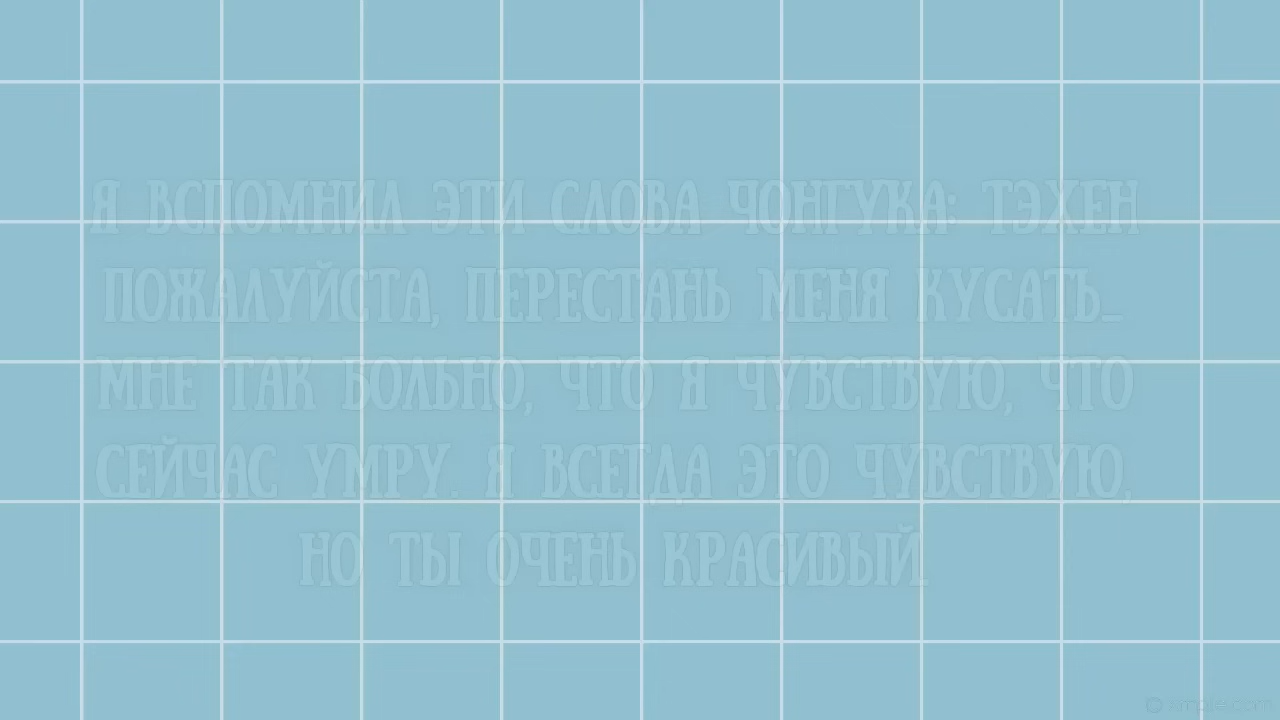 Я ВСПОМНИЛ ЭТИ СЛОВА ЧОНГУКА: ТЭХЕН
ПОЖАЛУЙСТА, ПЕРЕСТАНЬ МЕНЯ КУСАТЬ...
МНЕ ТАК БОЛЬНО, ЧТО Я ЧУВСТВУЮ, ЧТО
СЕЙЧАС УМРУ. Я ВСЕГДА ЭТО ЧУВСТВУЮ,
НО ТЫ ОЧЕНЬ КРАСИВЫЙ.